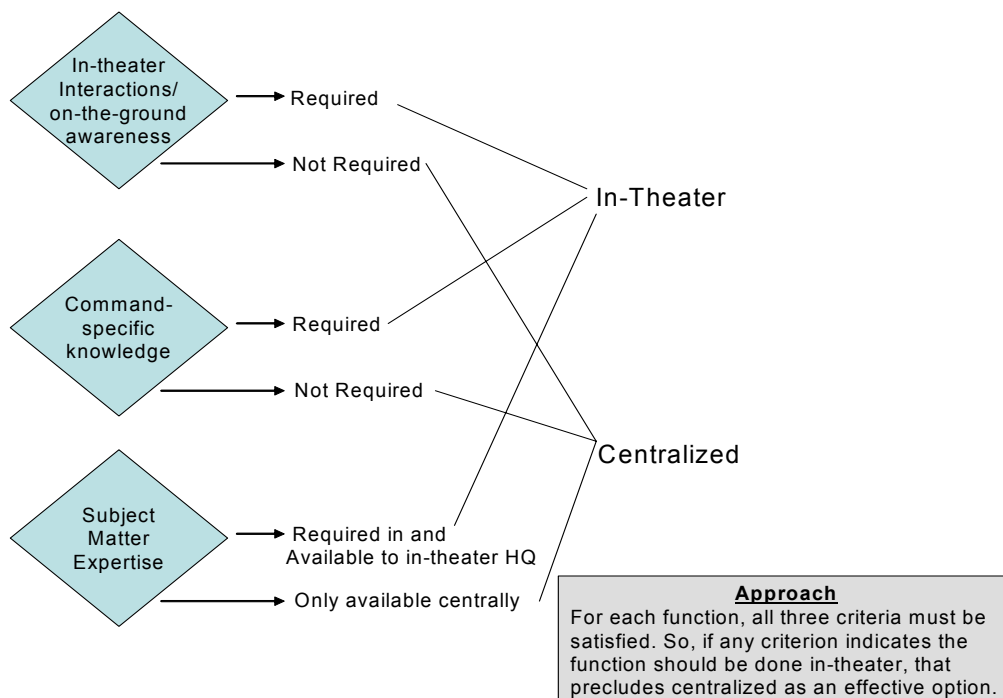 In-theater
Interactions/
on-the-ground
awareness
Required
Not Required
In-Theater
Command-
specific
knowledge
Required
Not Required
Centralized
Subject
Matter
Expertise
Required in and
Available to in-theater HQ
Only available centrally
Approach
For each function, all three criteria must be
satisfied. So, if any criterion indicates the
function should be done in-theater, that
precludes centralized as an effective option.